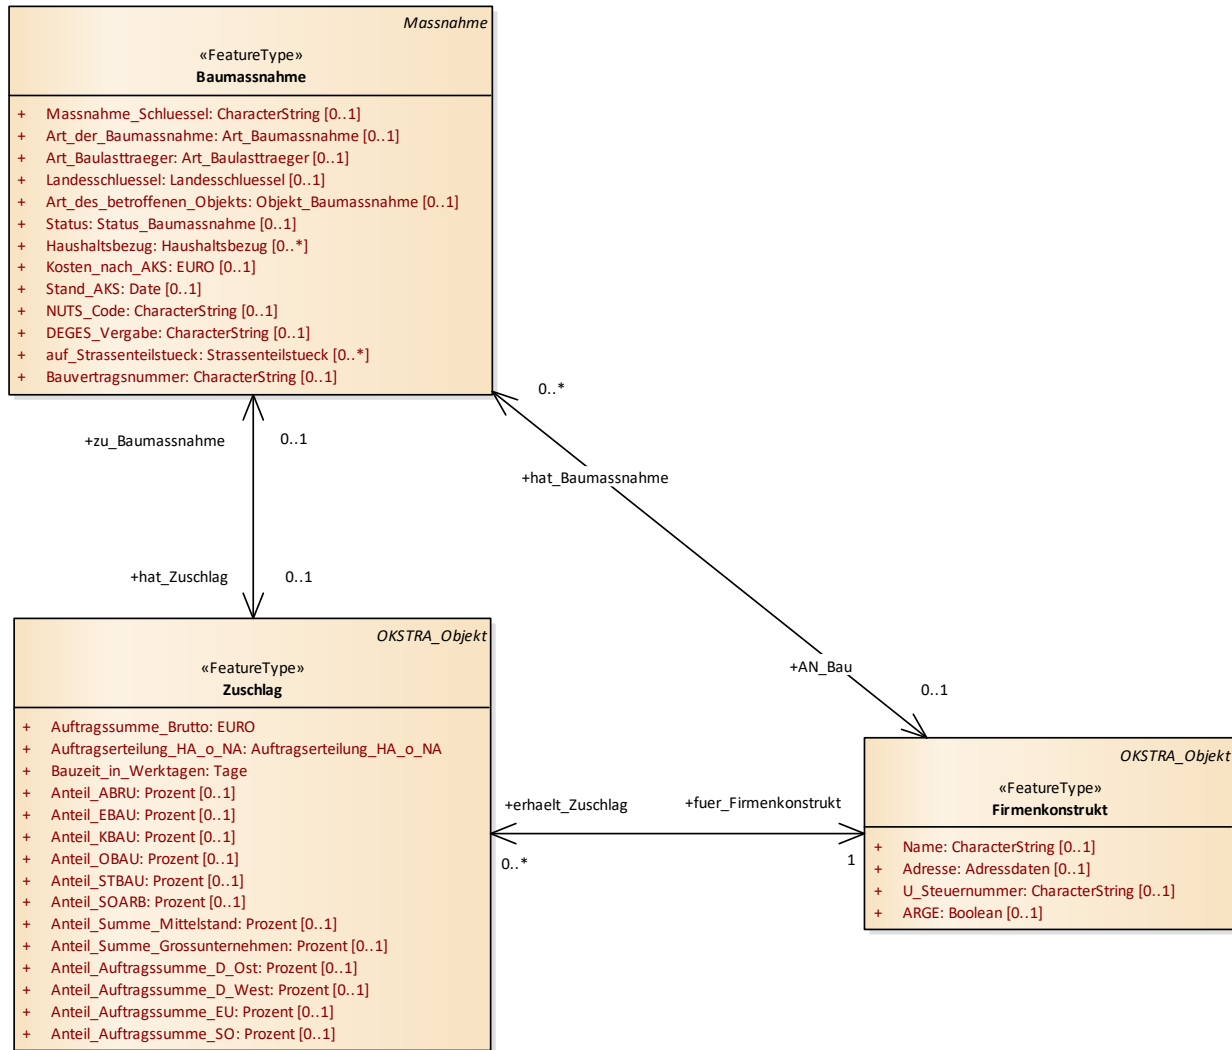 Massnahme
«FeatureType»
Baumassnahme
+ Massnahme_Schluessel: CharacterString [0..1]
+ Art_der_Baumassnahme: Art_Baumassnahme [0..1]
+ Art_Baulasttraeger: Art_Baulasttraeger [0..1]
+ Landesschluessel: Landesschluessel [0..1]
+ Art_des_betroffenen_Objekts: Objekt_Baumassnahme [0..1]
+ Status: Status_Baumassnahme [0..1]
+ Haushaltsbezug: Haushaltsbezug [0..*]
+ Kosten_nach_AKS: EURO [0..1]
+ Stand_AKS: Date [0..1]
+ NUTS_Code: CharacterString [0..1]
+ DEGES_Vergabe: CharacterString [0..1]
+ auf_Strassenteilstueck: Strassenteilstueck [0..*]
+ Bauvertragsnummer: CharacterString [0..1]
0..*
+zu_Baumassnahme 0..1
+hat_Baumassnahme
+hat_Zuschlag 0..1
+AN_Bau
0..1
OKSTRA_Objekt
«FeatureType»
Zuschlag
+ Auftragssumme_Brutto: EURO
+ Auftragserteilung_HA_o_NA: Auftragserteilung_HA_o_NA
+ Bauzeit_in_Werktagen: Tage
+ Anteil_ABRU: Prozent [0..1]
+ Anteil_EBAU: Prozent [0..1]
+ Anteil_KBAU: Prozent [0..1]
+ Anteil_OBAU: Prozent [0..1]
+ Anteil_STBAU: Prozent [0..1]
+ Anteil_SOARB: Prozent [0..1]
+ Anteil_Summe_Mittelstand: Prozent [0..1]
+ Anteil_Summe_Grossunternehmen: Prozent [0..1]
+ Anteil_Auftragssumme_D_Ost: Prozent [0..1]
+ Anteil_Auftragssumme_D_West: Prozent [0..1]
+ Anteil_Auftragssumme_EU: Prozent [0..1]
+ Anteil_Auftragssumme_SO: Prozent [0..1]
+erhaelt_Zuschlag +fuer_Firmenkonstrukt
0..* 1
OKSTRA_Objekt
«FeatureType»
Firmenkonstrukt
+ Name: CharacterString [0..1]
+ Adresse: Adressdaten [0..1]
+ U_Steuernummer: CharacterString [0..1]
+ ARGE: Boolean [0..1]